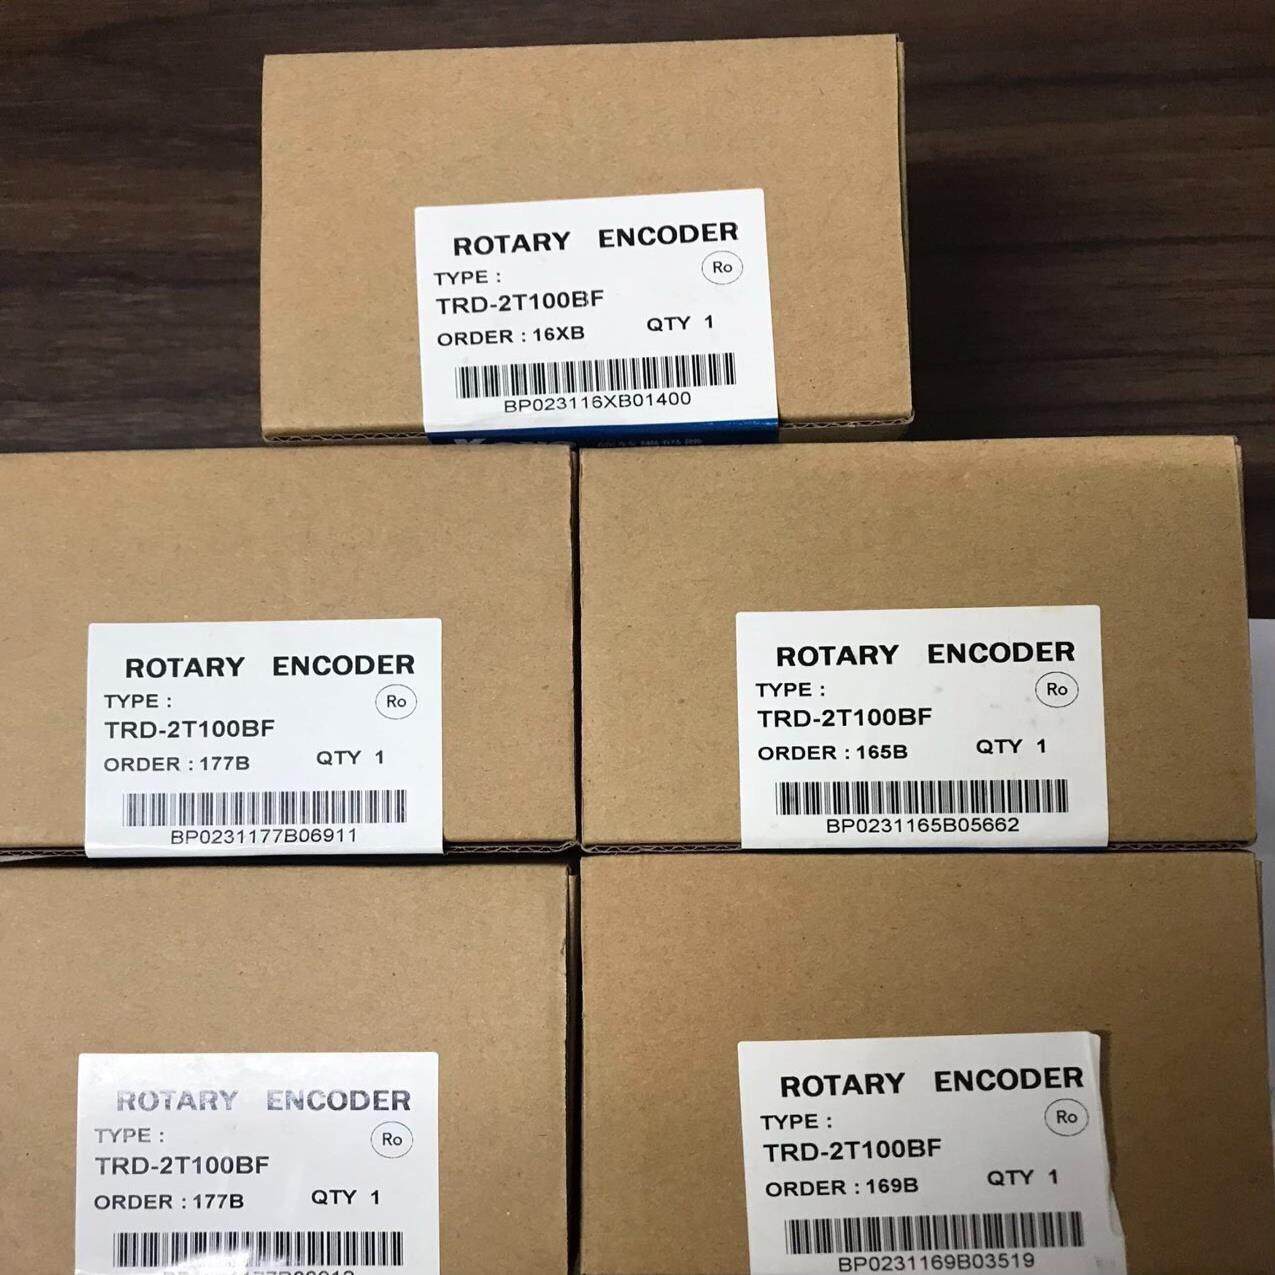 ROTARY ENCODER
TYPE :
Ro
TRD-2T100BF
ORDER : 16XB QTY 1
BP023116XB01400
ROTARY ENCODER
TYPE :
Ro
TRD-2T100BF
ORDER : 177B QTY 1
BP0231177B06911
ROTARY ENCODER
TYPE :
Ro
TRD-2T100BF
ORDER : 165B QTY 1
BP0231165B05662
ROTARY ENCODER
TYPE :
Ro
TRD-2T100BF
ORDER : 177B QTY 1
ROTARY ENCODER
TYPE :
Ro
TRD-2T100BF
ORDER : 169B QTY 1
BP0231169B03519